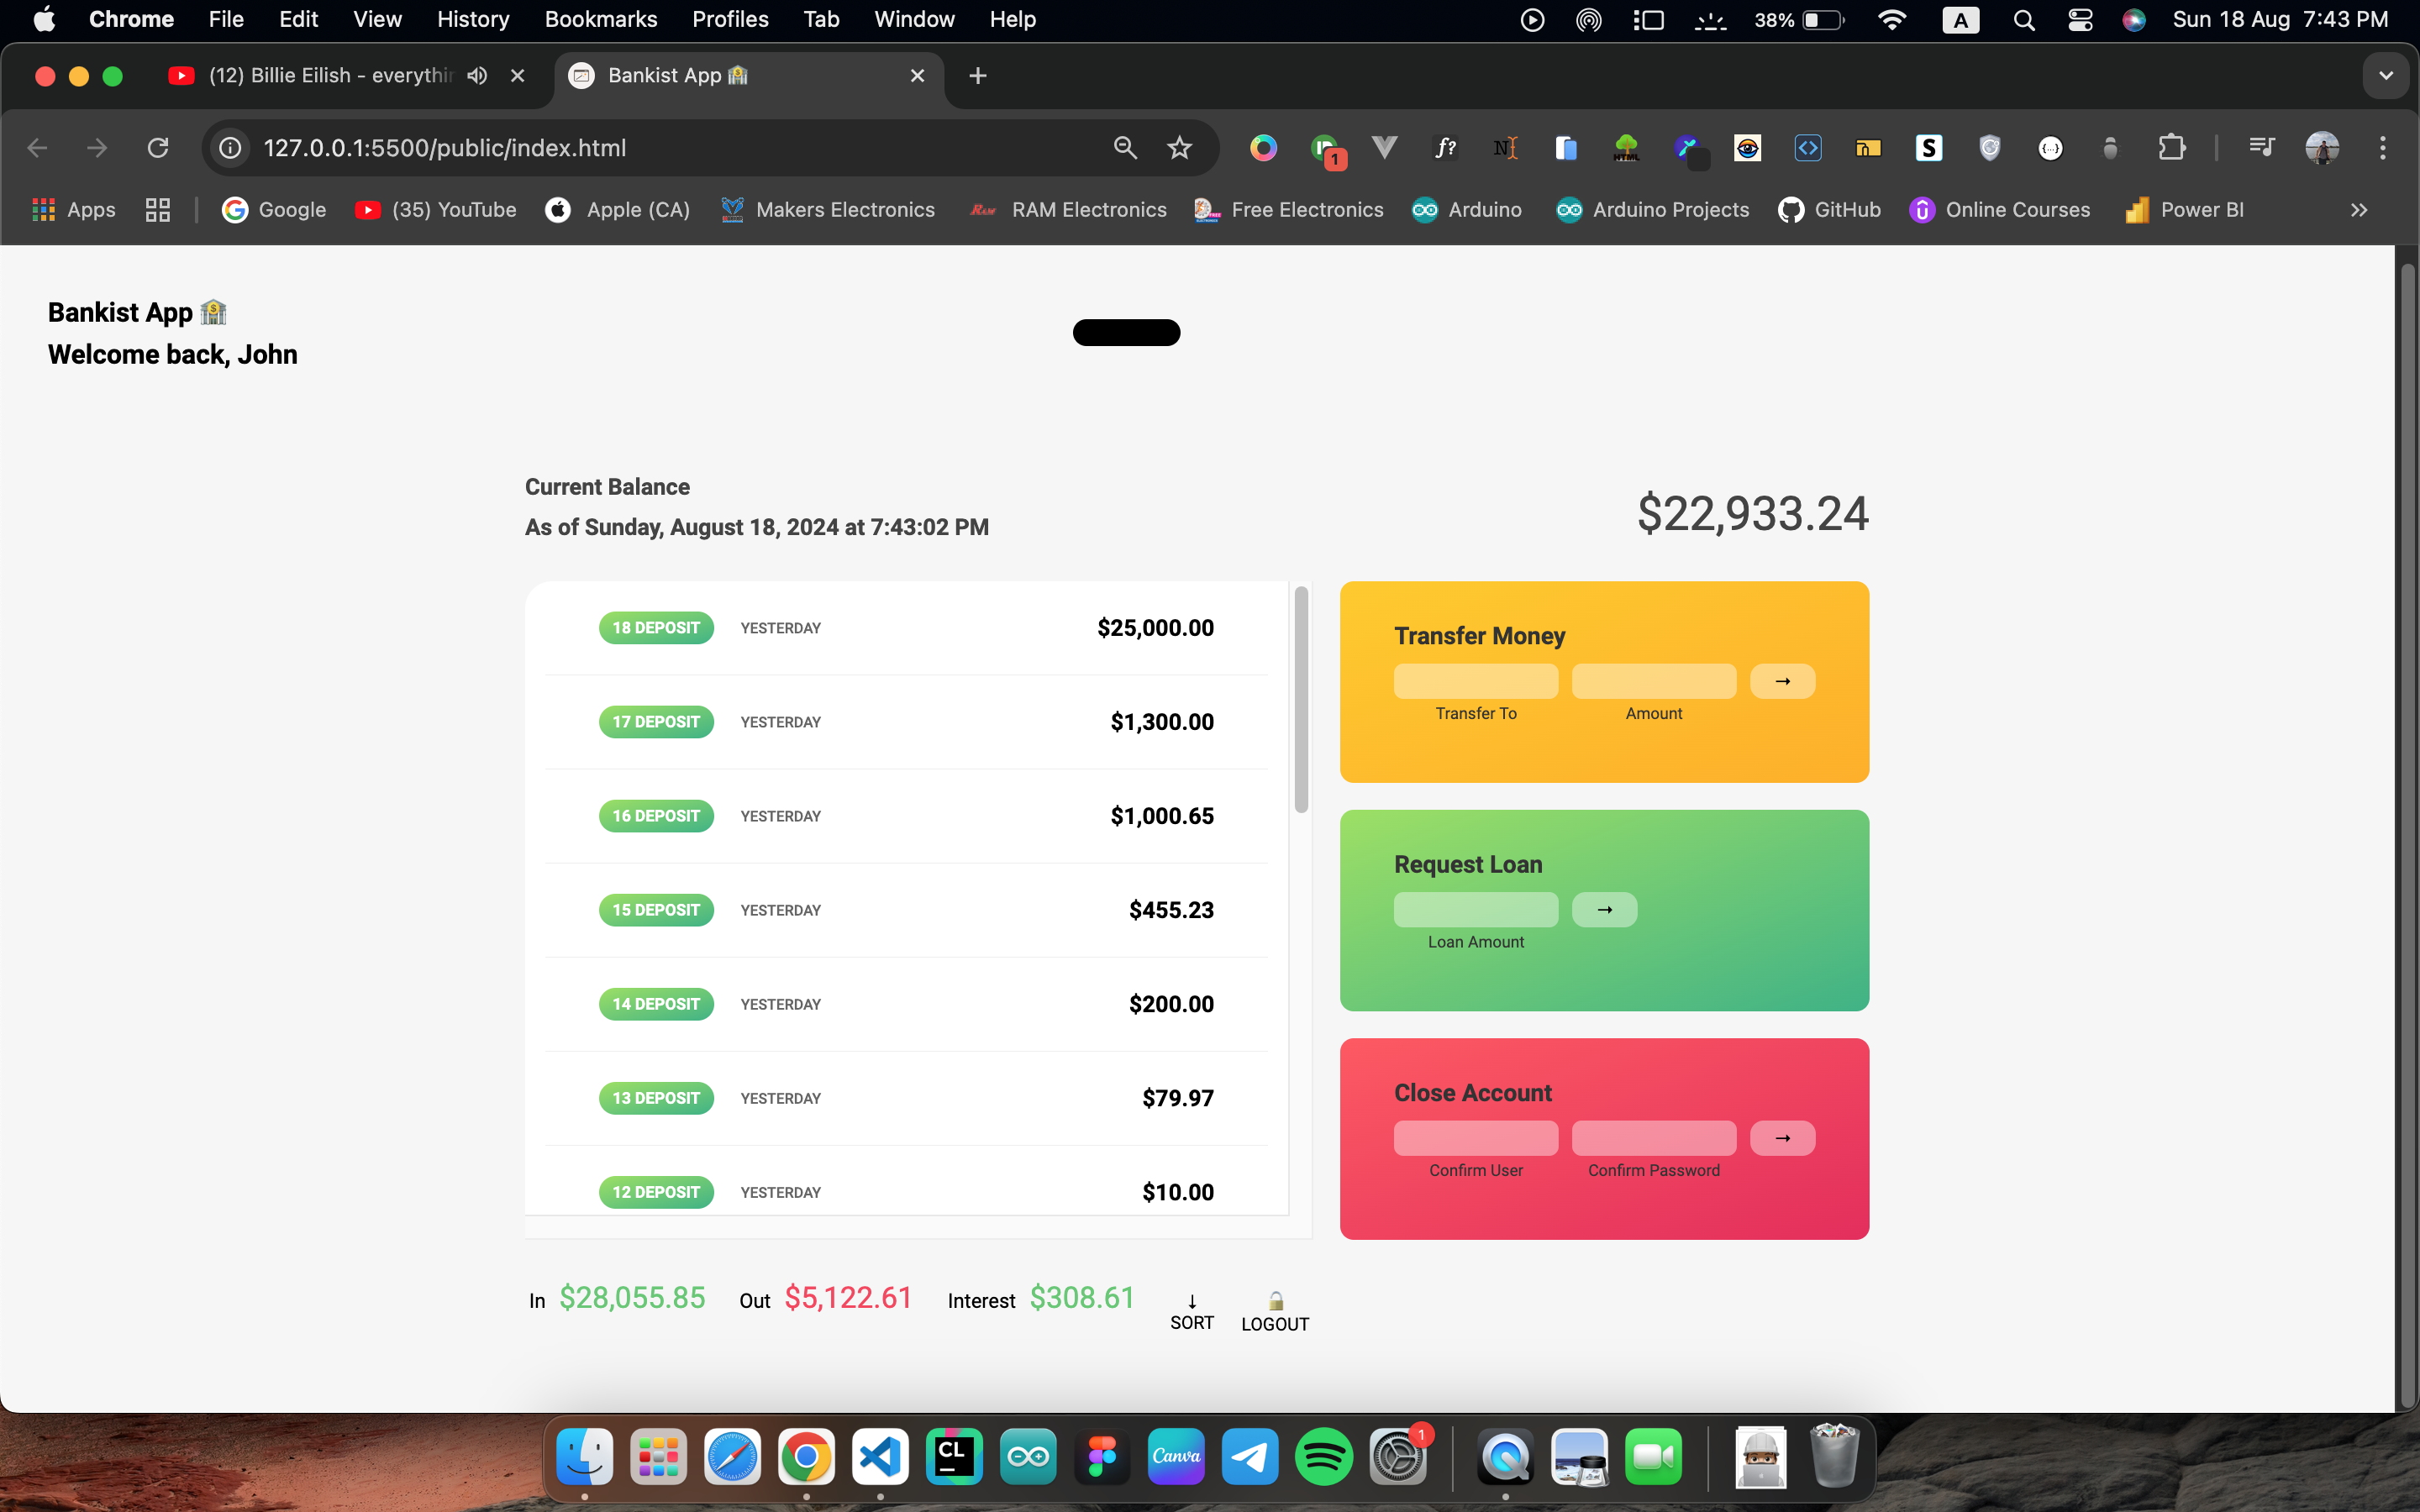 Chrome File Edit View History Bookmarks Profiles Tab Window Help 38% A Sun 18 Aug 7:43 PM
(12) Billie Eilish - everythin Bankist App
127.0.0.1:5500/public/index.html 1 f? N S {...}
Apps Google (35) YouTube Apple (CA) Makers Electronics RAM RAM Electronics Free Electronics Arduino Arduino Projects GitHub Online Courses Power BI
Bankist App
Welcome back, John
Current Balance
As of Sunday, August 18, 2024 at 7:43:02 PM
$22,933.24
18 DEPOSIT YESTERDAY $25,000.00
17 DEPOSIT YESTERDAY $1,300.00
16 DEPOSIT YESTERDAY $1,000.65
15 DEPOSIT YESTERDAY $455.23
14 DEPOSIT YESTERDAY $200.00
13 DEPOSIT YESTERDAY $79.97
12 DEPOSIT YESTERDAY $10.00
Transfer Money
→
Transfer To Amount
Request Loan
→
Loan Amount
Close Account
→
Confirm User Confirm Password
In $28,055.85 Out $5,122.61 Interest $308.61 ↓
SORT LOGOUT
CL Canva 1